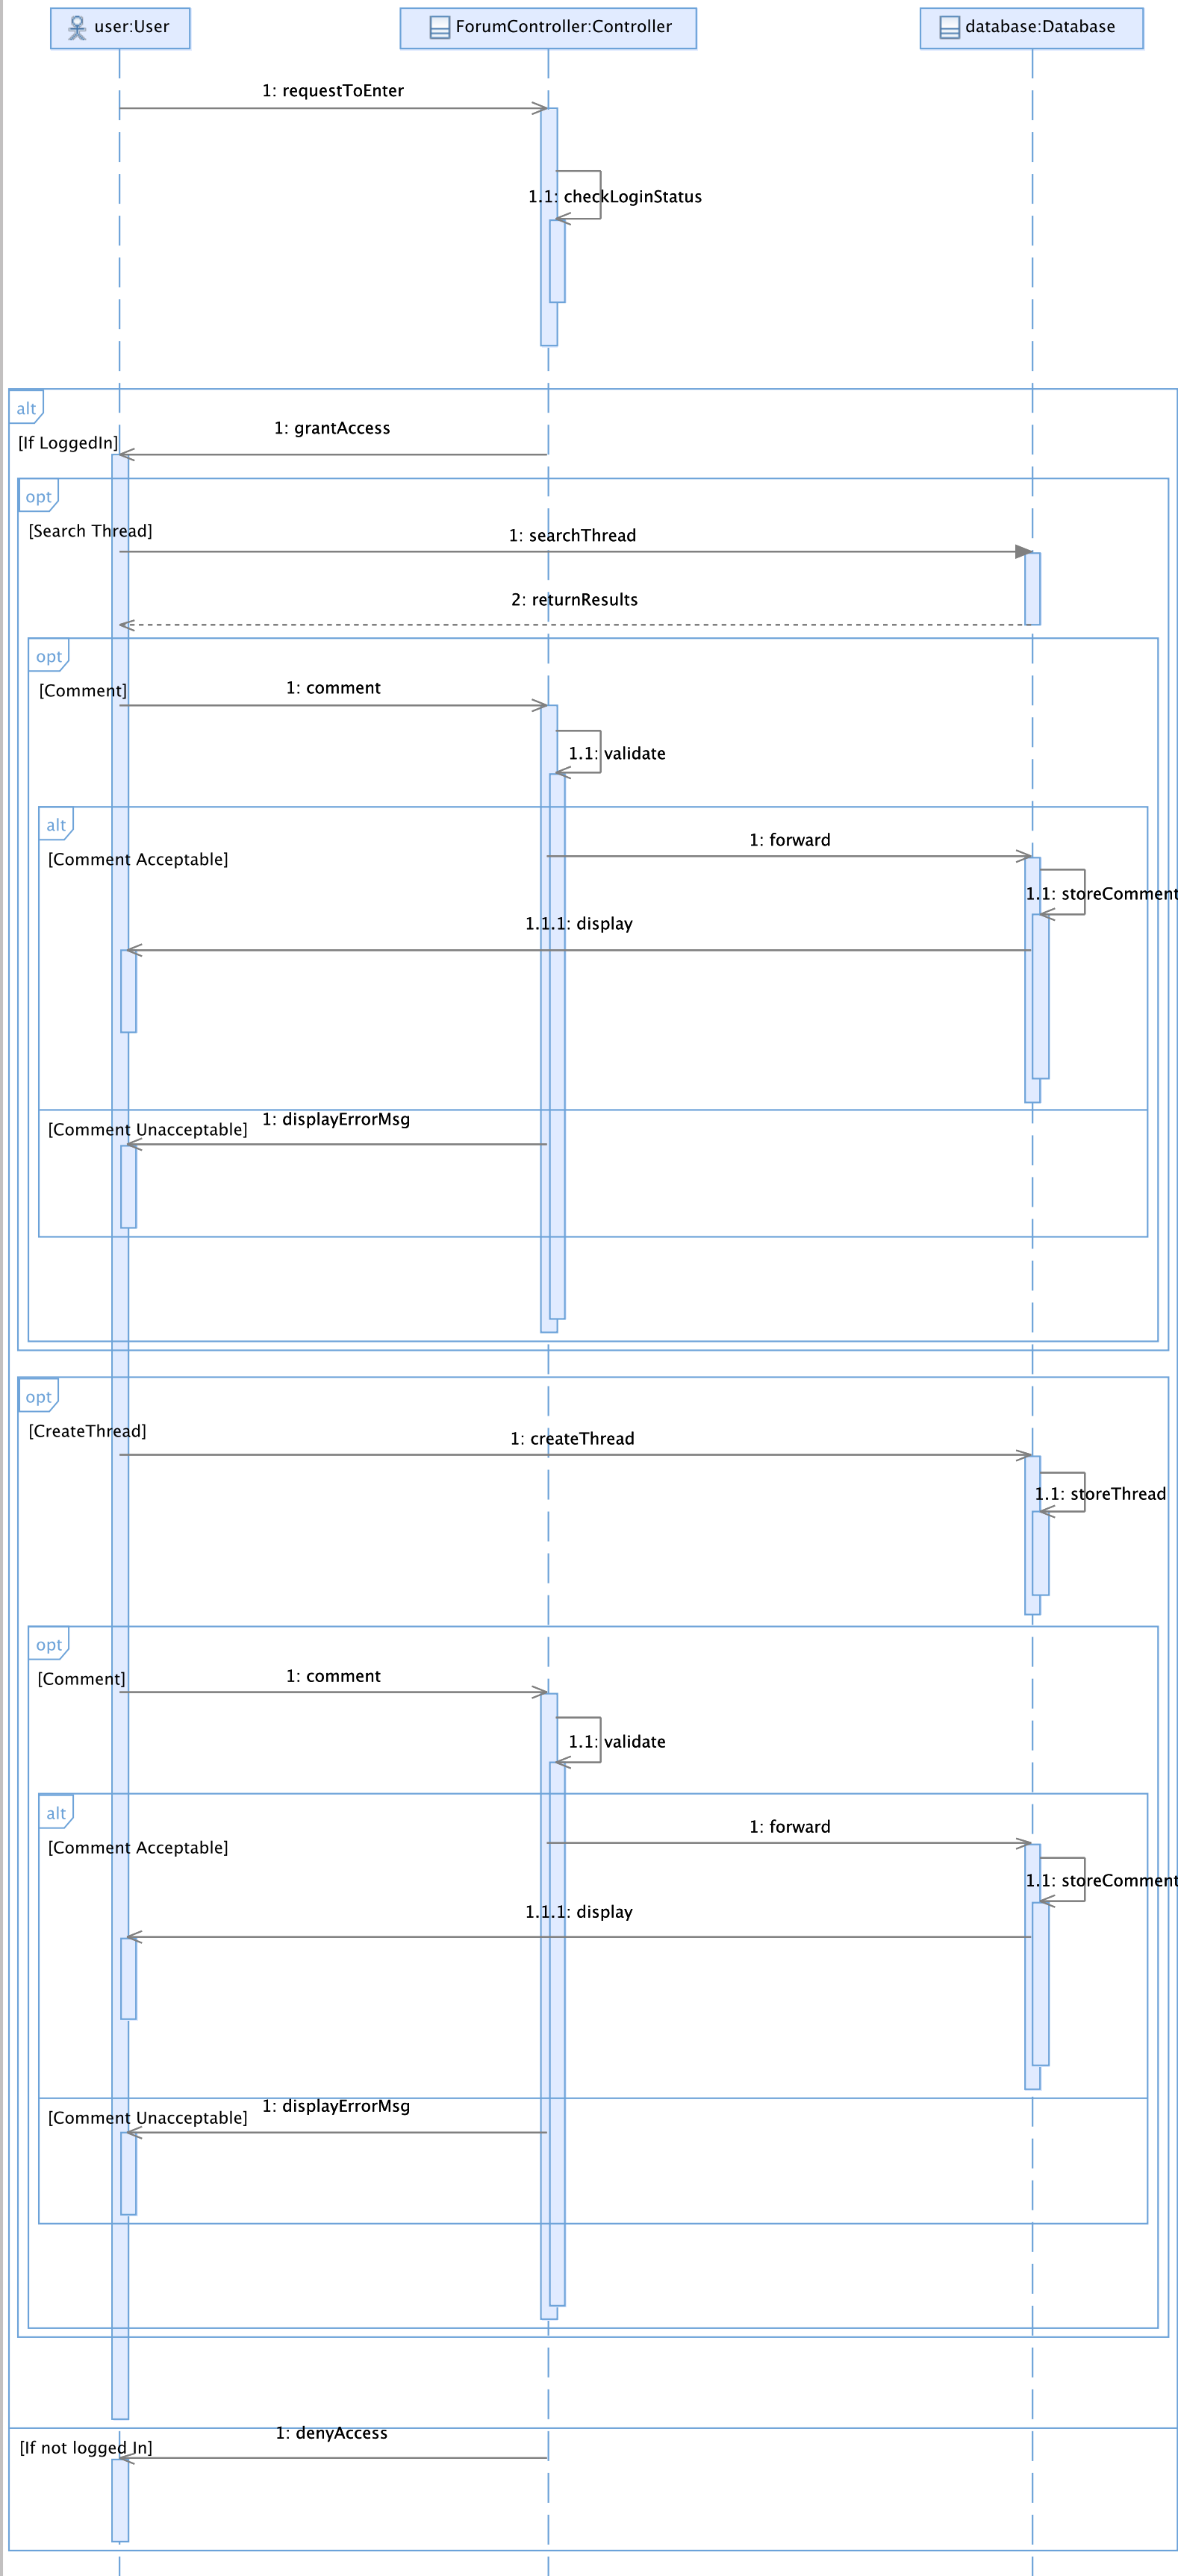 user:User
ForumController:Controller
database:Database
1: requestToEnter
1.1: checkLoginStatus
alt
1: grantAccess
[If LoggedIn]
opt
[Search Thread]
1: searchThread
2: returnResults
opt
[Comment]
1: comment
1.1: validate
alt
1: forward
[Comment Acceptable]
1.1: storeComment
1.1.1: display
1: displayErrorMsg
[Comment Unacceptable]
opt
[CreateThread]
1: createThread
1.1: storeThread
opt
[Comment]
1: comment
1.1: validate
alt
1: forward
[Comment Acceptable]
1.1: storeComment
1.1.1: display
1: displayErrorMsg
[Comment Unacceptable]
1: denyAccess
[If not logged In]